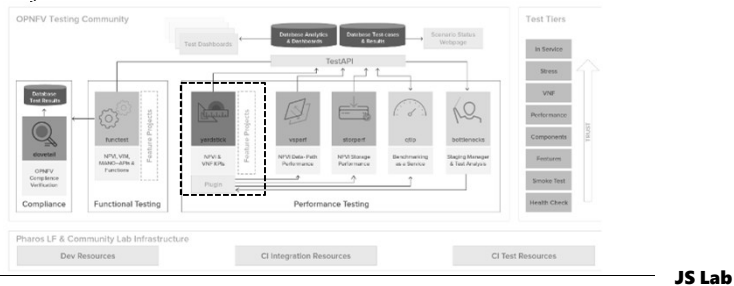 OPNFV Testing Community
Test Tiers
Database Analytics
& Dashboards
Database Test cases
& Results
Scenario Status
Webpage
Test Dashboards
TestAPI
In Service
Stress
VNF
Performance
Components
Features
Smoke Test
Health Check
TRUST
Database
Test Results
dovetail
OPNFV
Compliance
Verification
Compliance
functest
NFVI, VIM,
MANO-APIs &
Functions
Feature Projects
Functional Testing
yardstick
NFVI &
VNF KPIs
Feature Projects
Plugin
vsperf
NFVI Data-Path
Performance
storperf
NFVI Storage
Performance
qtip
Benchmarking
as a Service
bottlenecks
Staging Manager
& Test Analysis
Performance Testing
Pharos LF & Community Lab Infrastructure
Dev Resources
CI Integration Resources
CI Test Resources
JS Lab